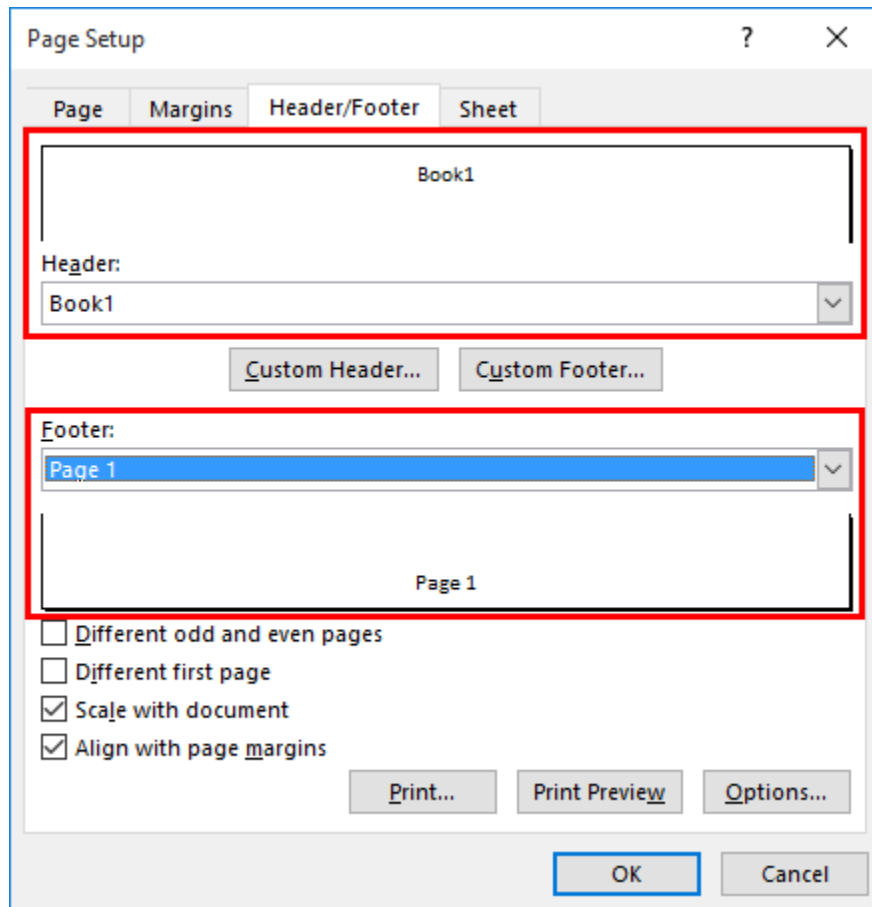 Page Setup ?
Page Margins Header/Footer Sheet
Book1
Header:
Book1
Custom Header... Custom Footer...
Footer:
Page 1
Page 1
Different odd and even pages
Different first page
Scale with document
Align with page margins
Print... Print Preview Options...
OK Cancel